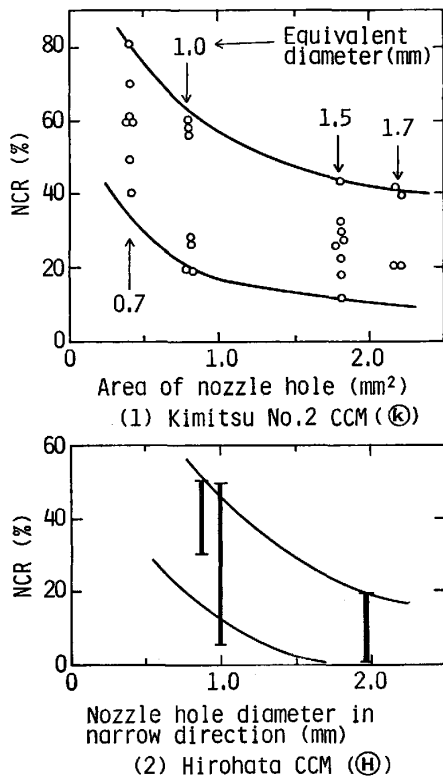 80
60
40
20
0
NCR (%)
1.0
Equivalent
diameter(mm)
1.5
1.7
0.7
0
1.0
2.0
Area of nozzle hole (mm²)
(1) Kimitsu No.2 CCM (Ⓚ)
60
40
20
0
NCR (%)
1.0
2.0
Nozzle hole diameter in
narrow direction (mm)
(2) Hirohata CCM (Ⓗ)